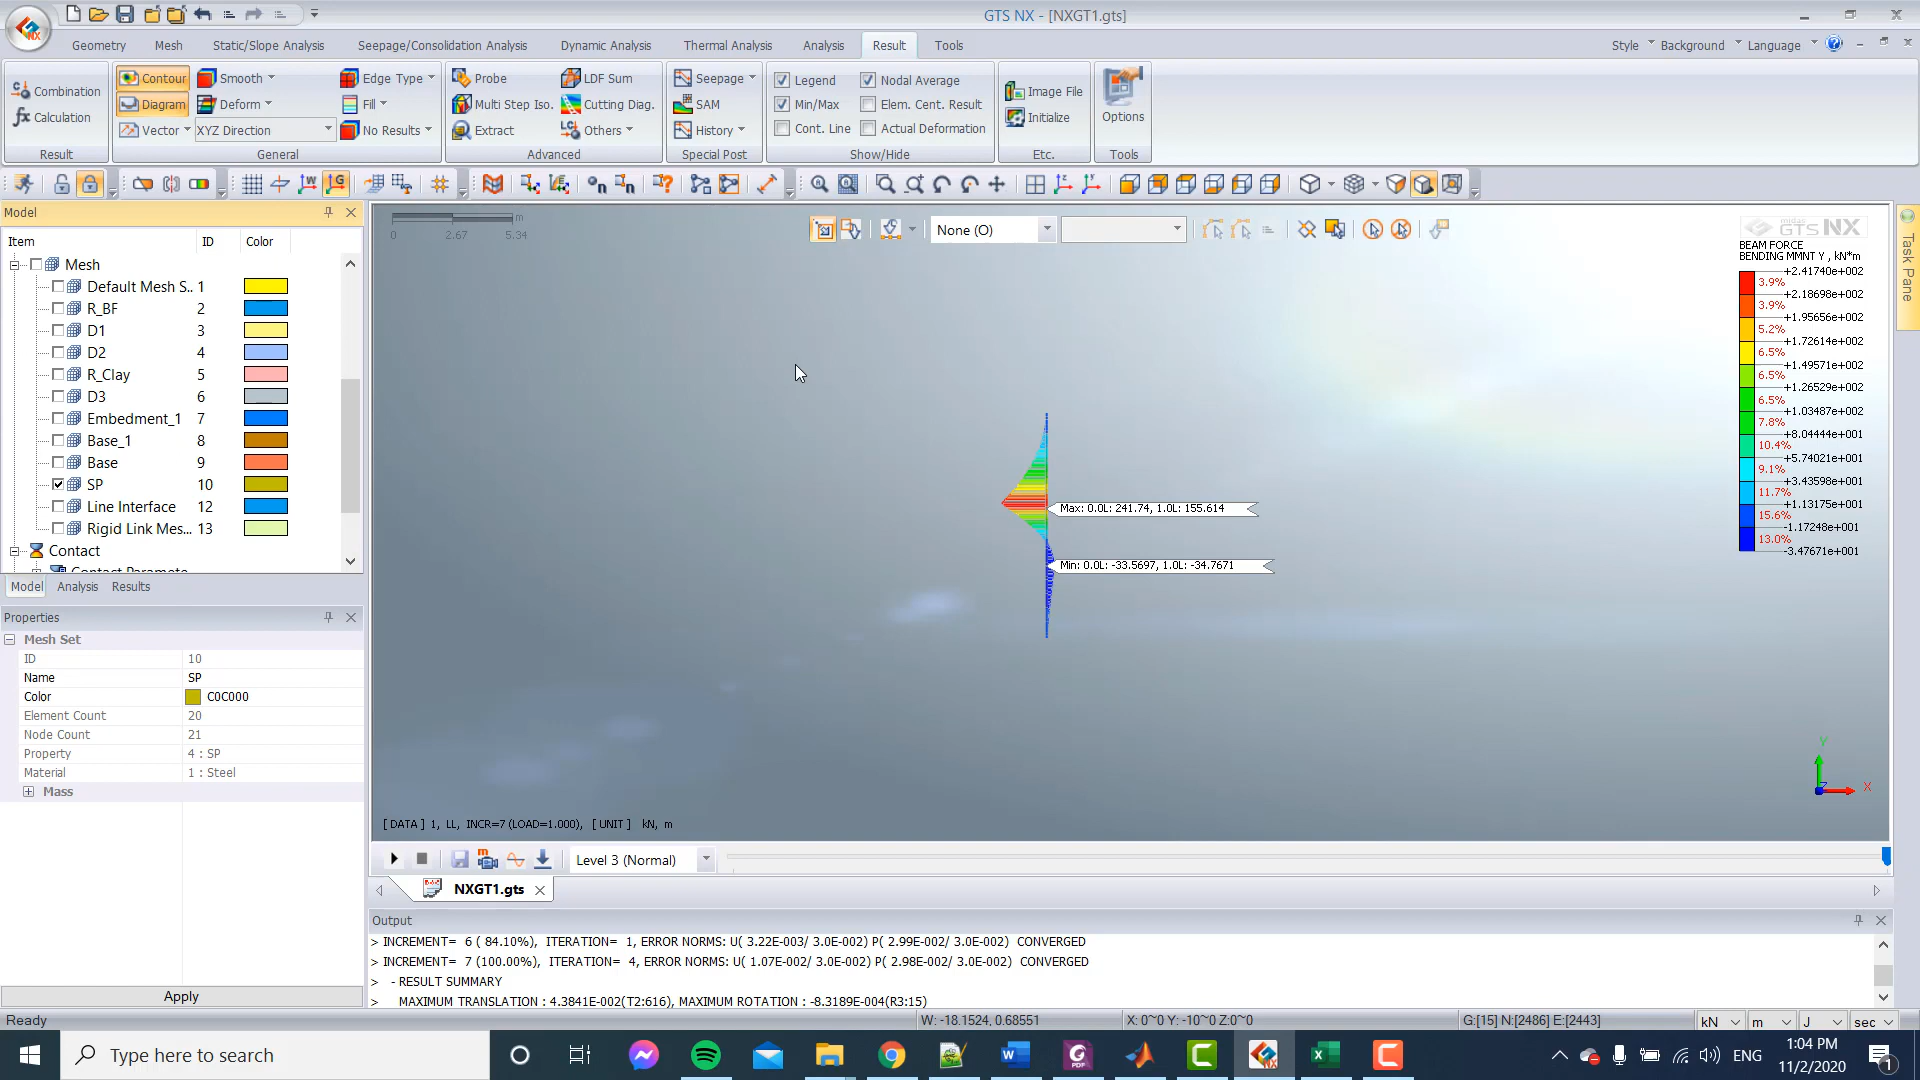 GTS NX - [NXGT1.gts]
Geometry Mesh Static/Slope Analysis Seepage/Consolidation Analysis Dynamic Analysis Thermal Analysis Analysis Result Tools
Style Background Language
Combination
Calculation
Result
Contour
Diagram
Vector
Smooth
Deform
XYZ Direction
Edge Type
Fill
No Results
General
Probe
Multi Step Iso.
Extract
LDF Sum
Cutting Diag.
Others
Advanced
Seepage
SAM
History
Special Post
Legend
Min/Max
Cont. Line
Nodal Average
Elem. Cent. Result
Actual Deformation
Show/Hide
Image File
Initialize
Etc.
Options
Tools
Model
Item ID Color
Mesh
Default Mesh S.. 1
R_BF 2
D1 3
D2 4
R_Clay 5
D3 6
Embedment_1 7
Base_1 8
Base 9
SP 10
Line Interface 12
Rigid Link Mes... 13
Contact
Model Analysis Results
Properties
Mesh Set
ID 10
Name SP
Color C0C000
Element Count 20
Node Count 21
Property 4 : SP
Material 1 : Steel
Mass
Apply
m
0 2.67 5.34
None (O)
midas
GTS NX
BEAM FORCE
BENDING MMNT Y , kN*m
+2.41740e+002
3.9%
+2.18698e+002
3.9%
+1.95656e+002
5.2%
+1.72614e+002
6.5%
+1.49571e+002
6.5%
+1.26529e+002
6.5%
+1.03487e+002
7.8%
+8.04444e+001
10.4%
+5.74021e+001
9.1%
+3.43598e+001
11.7%
+1.13175e+001
15.6%
-1.17248e+001
13.0%
-3.47671e+001
Max: 0.0L: 241.74, 1.0L: 155.614
Min: 0.0L: -33.5697, 1.0L: -34.7671
Y
Z
X
Task Pane
[ DATA ] 1, LL, INCR=7 (LOAD=1.000), [ UNIT ] kN, m
Level 3 (Normal)
NXGT1.gts
Output
> INCREMENT= 6 ( 84.10%), ITERATION= 1, ERROR NORMS: U( 3.22E-003/ 3.0E-002) P( 2.99E-002/ 3.0E-002) CONVERGED
> INCREMENT= 7 (100.00%), ITERATION= 4, ERROR NORMS: U( 1.07E-002/ 3.0E-002) P( 2.98E-002/ 3.0E-002) CONVERGED
> - RESULT SUMMARY
> MAXIMUM TRANSLATION : 4.3841E-002(T2:616), MAXIMUM ROTATION : -8.3189E-004(R3:15)
Ready
W: -18.1524, 0.68551
X: 0~0 Y: -10~0 Z:0~0
G:[15] N:[2486] E:[2443]
kN m J sec
Type here to search
ENG
1:04 PM
11/2/2020
1